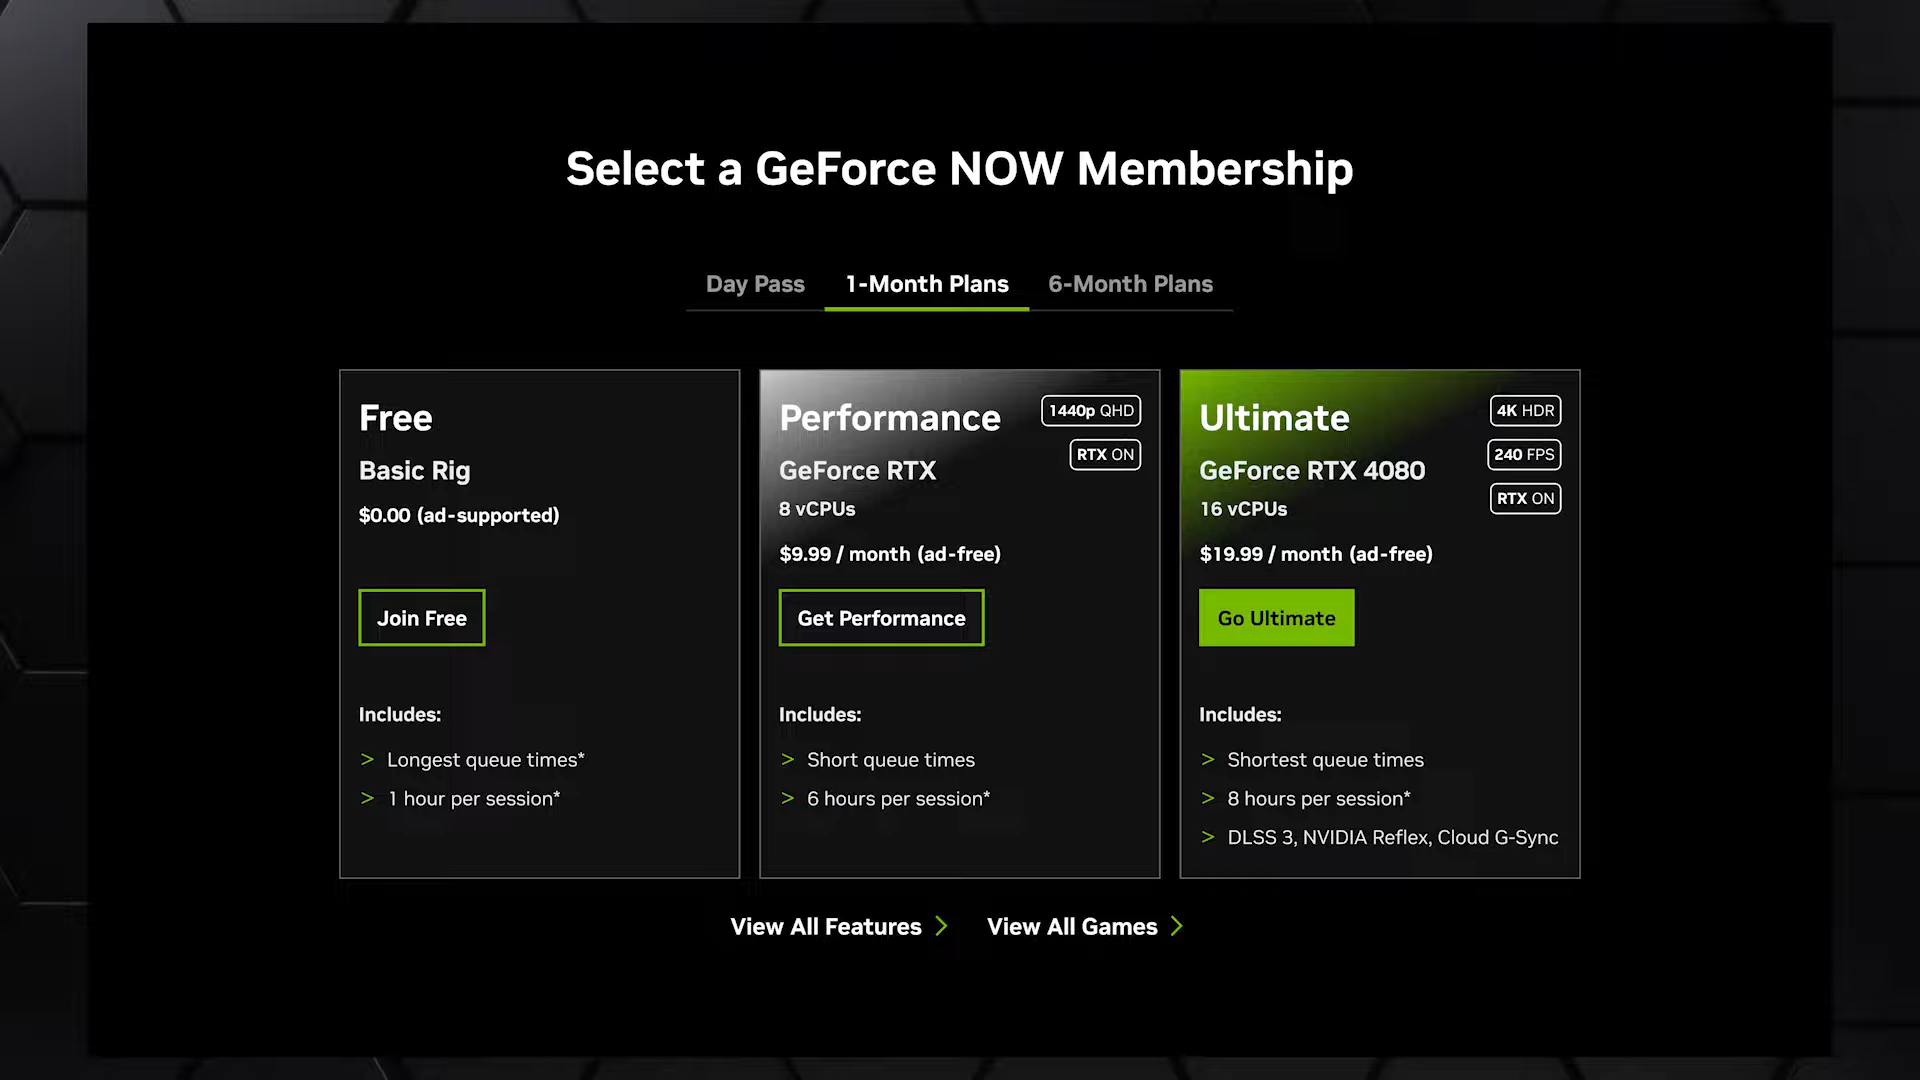 Select a GeForce NOW Membership
Day Pass
1-Month Plans
6-Month Plans
Free
Basic Rig
$0.00 (ad-supported)
Join Free
Includes:
> Longest queue times*
> 1 hour per session*
Performance
1440p QHD
RTX ON
GeForce RTX
8 vCPUs
$9.99 / month (ad-free)
Get Performance
Includes:
> Short queue times
> 6 hours per session*
Ultimate
4K HDR
240 FPS
RTX ON
GeForce RTX 4080
16 vCPUs
$19.99 / month (ad-free)
Go Ultimate
Includes:
> Shortest queue times
> 8 hours per session*
> DLSS 3, NVIDIA Reflex, Cloud G-Sync
View All Features >
View All Games >